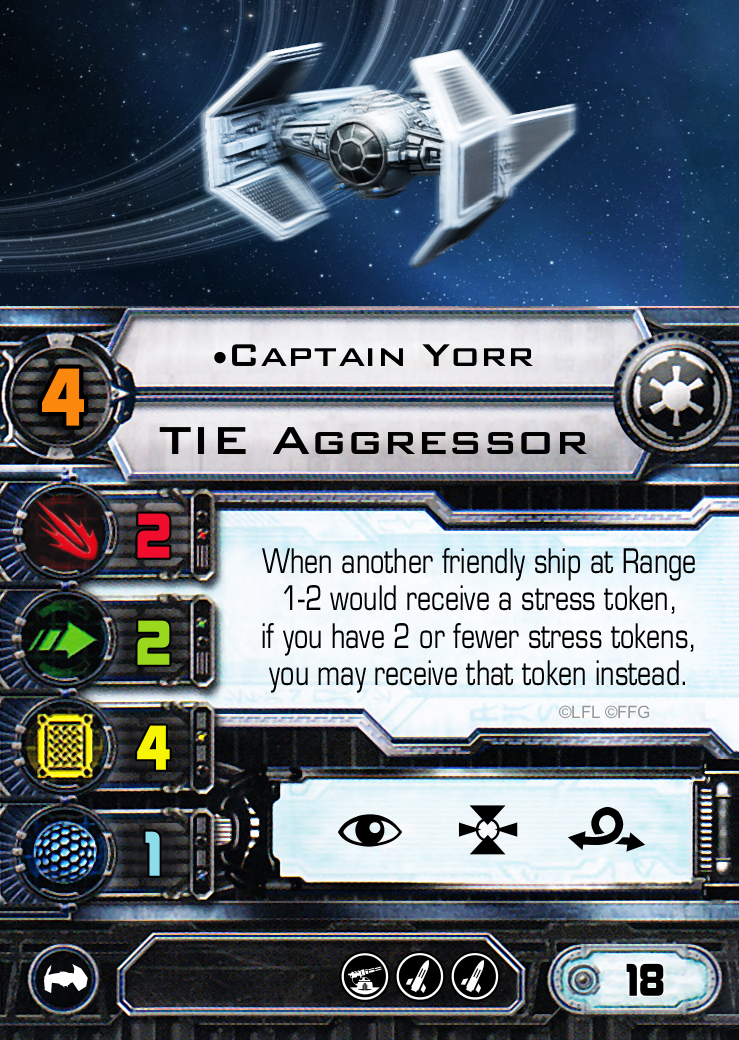 •Captain Yorr
4
TIE Aggressor
2
2
4
1
When another friendly ship at Range
1-2 would receive a stress token,
if you have 2 or fewer stress tokens,
you may receive that token instead.
©LFL ©FFG
18